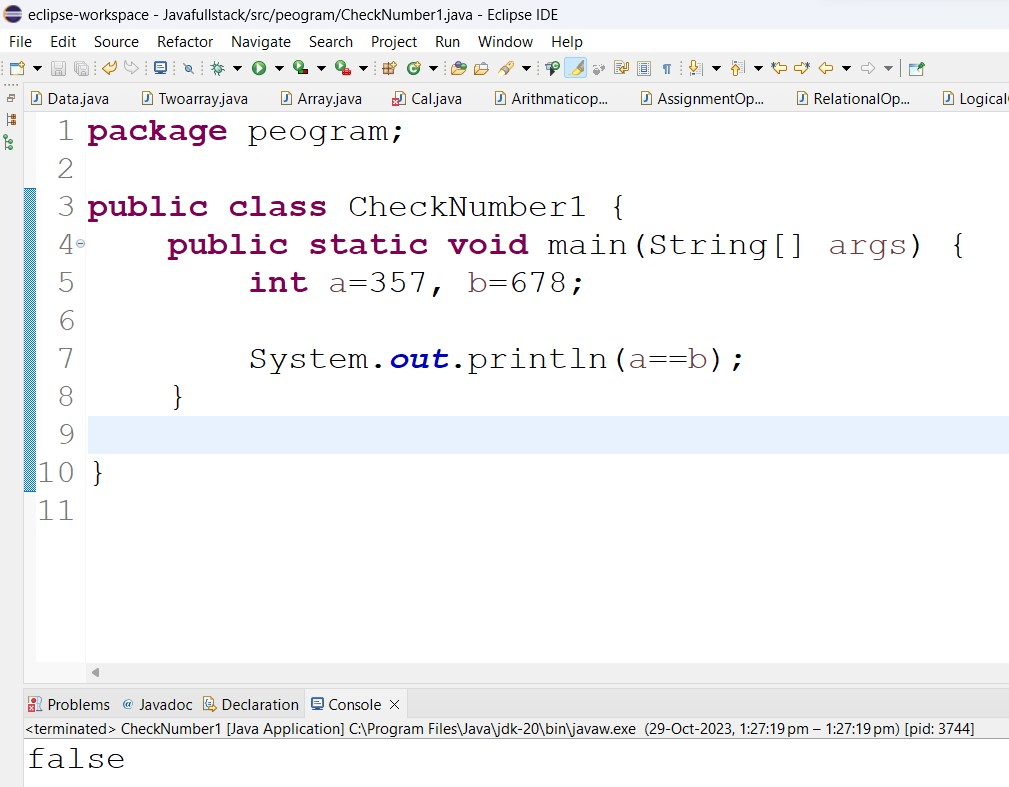 eclipse-workspace - Javafullstack/src/peogram/CheckNumber1.java - Eclipse IDE
File Edit Source Refactor Navigate Search Project Run Window Help
Data.java Twoarray.java Array.java Cal.java Arithmaticop... AssignmentOp... RelationalOp... Logical
1 package peogram;
2
3 public class CheckNumber1 {
4 public static void main(String[] args) {
5 int a=357, b=678;
6
7 System.out.println(a==b);
8 }
9
10 }
11
Problems @ Javadoc Declaration Console
<terminated> CheckNumber1 [Java Application] C:\Program Files\Java\jdk-20\bin\javaw.exe (29-Oct-2023, 1:27:19 pm – 1:27:19 pm) [pid: 3744]
false